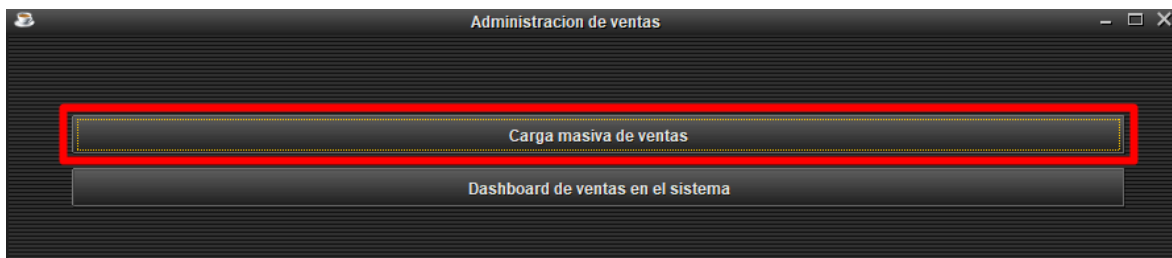 Administracion de ventas
Carga masiva de ventas
Dashboard de ventas en el sistema